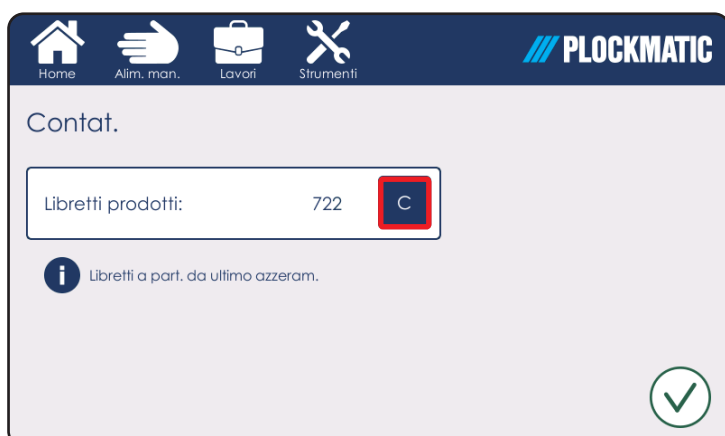 Home Alim. man. Lavori Strumenti
PLOCKMATIC
Contat.
Libretti prodotti: 722 C
i Libretti a part. da ultimo azzeram.